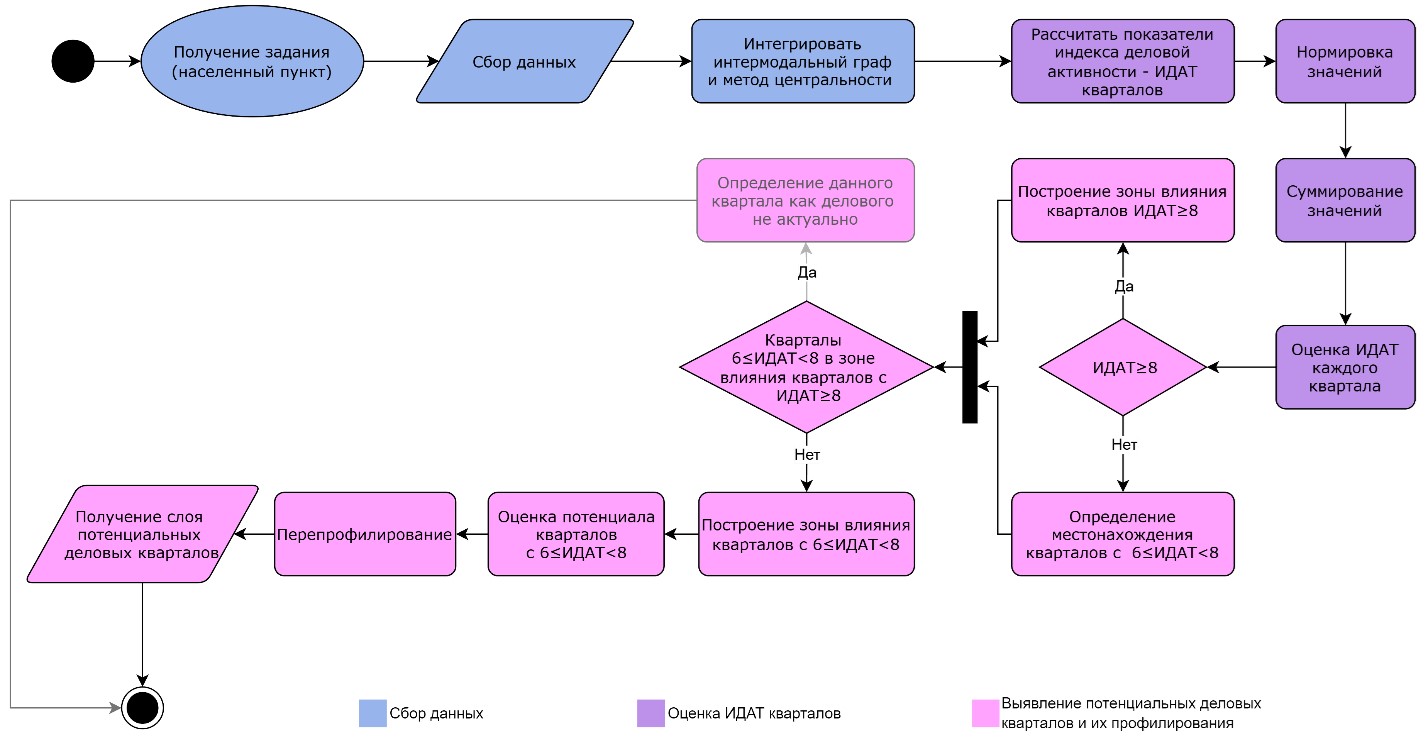 Получение задания
(населенный пункт)
Сбор данных
Интегрировать
интермодальный граф
и метод центральности
Рассчитать показатели
индекса деловой
активности - ИДАТ
кварталов
Нормировка
значений
Определение данного
квартала как делового
не актуально
Построение зоны влияния
кварталов ИДАТ≥8
Суммирование
значений
Да
Да
Кварталы
6≤ИДАТ<8 в зоне
влияния кварталов с
ИДАТ≥8
ИДАТ≥8
Оценка ИДАТ
каждого
квартала
Нет
Нет
Получение слоя
потенциальных
деловых кварталов
Перепрофилирование
Оценка потенциала
кварталов
с 6≤ИДАТ<8
Построение зоны влияния
кварталов с 6≤ИДАТ<8
Определение
местонахождения
кварталов с 6≤ИДАТ<8
Сбор данных
Оценка ИДАТ кварталов
Выявление потенциальных деловых
кварталов и их профилирования